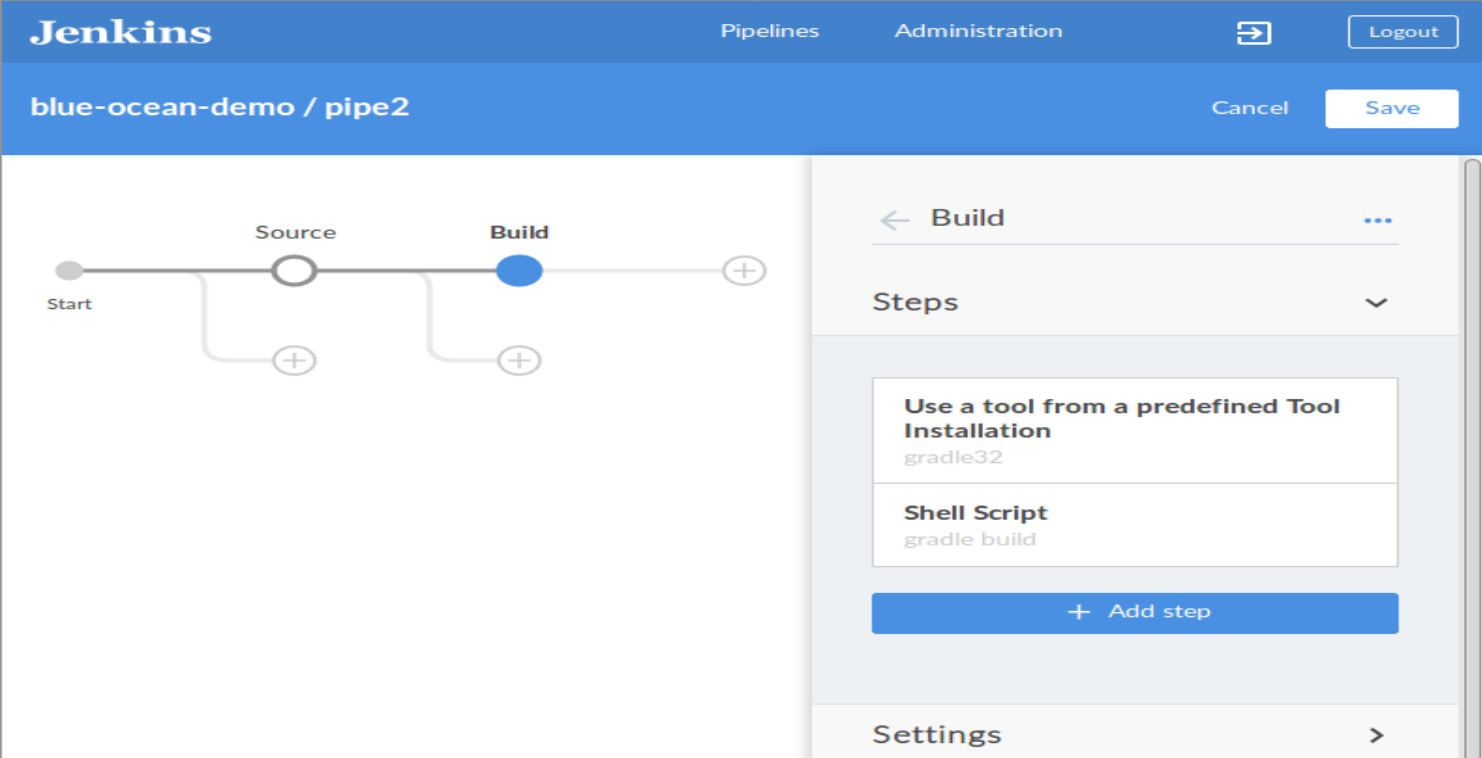 Jenkins
Pipelines
Administration
Logout
blue-ocean-demo / pipe2
Cancel
Save
Source
Build
Start
Build
Steps
Use a tool from a predefined Tool
Installation
gradle32
Shell Script
gradle build
Add step
Settings